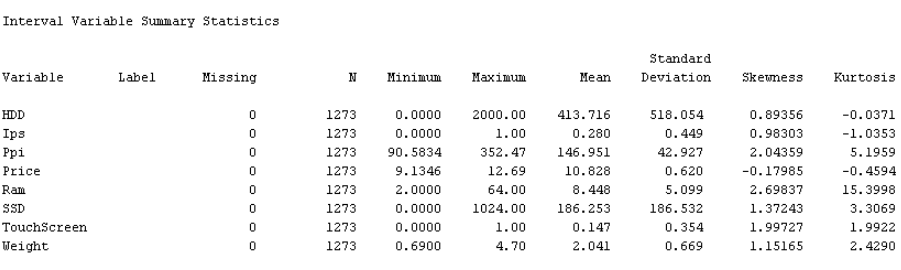 Interval Variable Summary Statistics
Standard
Variable Label Missing N Minimum Maximum Mean Deviation Skewness Kurtosis
HDD 0 1273 0.0000 2000.00 413.716 518.054 0.89356 -0.0371
Ips 0 1273 0.0000 1.00 0.280 0.449 0.98303 -1.0353
Ppi 0 1273 90.5834 352.47 146.951 42.927 2.04359 5.1959
Price 0 1273 9.1346 12.69 10.828 0.620 -0.17985 -0.4594
Ram 0 1273 2.0000 64.00 8.448 5.099 2.69837 15.3998
SSD 0 1273 0.0000 1024.00 186.253 186.532 1.37243 3.3069
TouchScreen 0 1273 0.0000 1.00 0.147 0.354 1.99727 1.9922
Weight 0 1273 0.6900 4.70 2.041 0.669 1.15165 2.4290